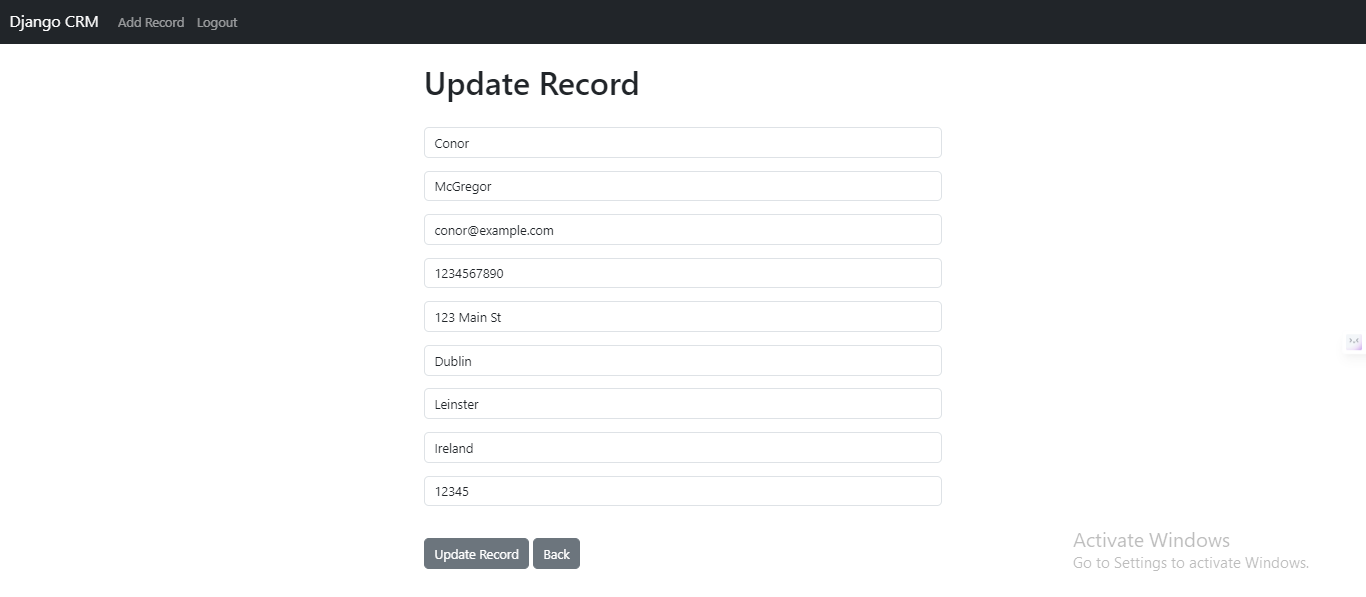 Django CRM Add Record Logout
Update Record
Conor
McGregor
conor@example.com
1234567890
123 Main St
Dublin
Leinster
Ireland
12345
Update Record Back
Activate Windows
Go to Settings to activate Windows.